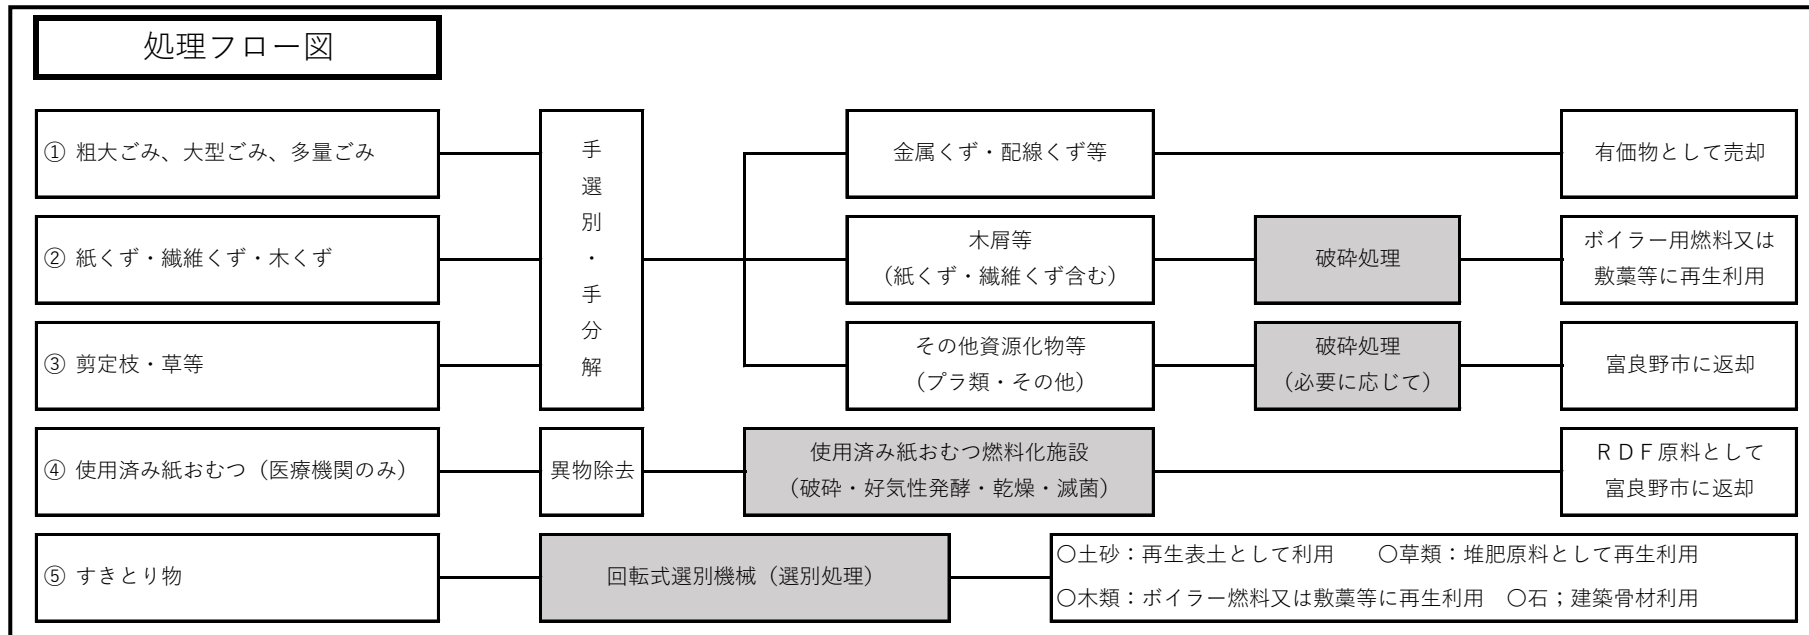 処理フロー図
① 粗大ごみ、大型ごみ、多量ごみ
② 紙くず・繊維くず・木くず
③ 剪定枝・草等
手選別・手分解
金属くず・配線くず等
有価物として売却
木屑等
（紙くず・繊維くず含む）
破砕処理
ボイラー用燃料又は
敷藁等に再生利用
その他資源化物等
（プラ類・その他）
破砕処理
（必要に応じて）
富良野市に返却
④ 使用済み紙おむつ（医療機関のみ）
異物除去
使用済み紙おむつ燃料化施設
（破砕・好気性発酵・乾燥・滅菌）
ＲＤＦ原料として
富良野市に返却
⑤ すきとり物
回転式選別機械（選別処理）
〇土砂：再生表土として利用　　〇草類：堆肥原料として再生利用
〇木類：ボイラー燃料又は敷藁等に再生利用　〇石；建築骨材利用